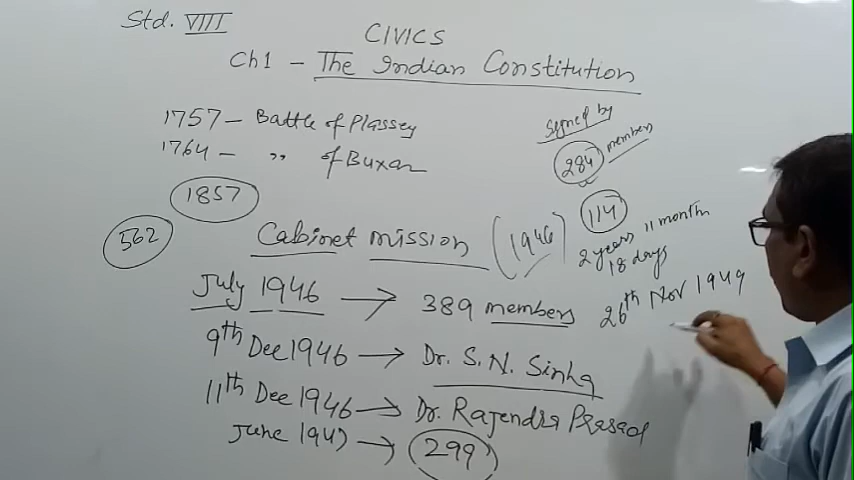 Std. VIII
CIVICS
Ch1 - The Indian Constitution
1757 - Battle of Plassey
1764 - ,, of Buxar
1857
562
Signed by
284 members
114
2 years 11 month
18 days
26th Nov 1949
Cabinet mission (1946)
July 1946 → 389 members
9th Dec 1946 → Dr. S. N. Sinha
11th Dec 1946 → Dr. Rajendra Prasad
June 1947 → 299